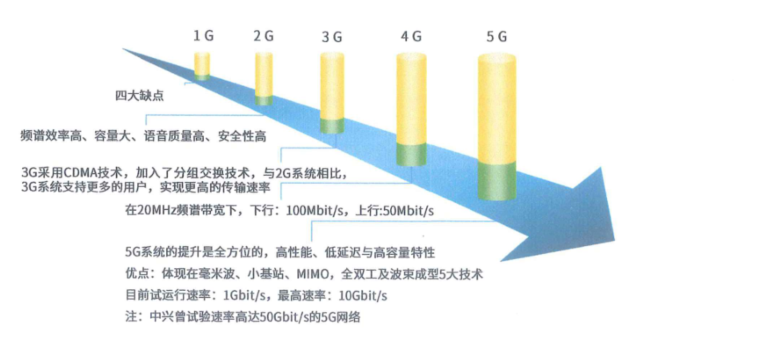 1G 2G 3G 4G 5G
四大缺点
频谱效率高、容量大、语音质量高、安全性高
3G采用CDMA技术，加入了分组交换技术，与2G系统相比，
3G系统支持更多的用户，实现更高的传输速率
在20MHz频谱带宽下，下行：100Mbit/s，上行:50Mbit/s
5G系统的提升是全方位的，高性能、低延迟与高容量特性
优点：体现在毫米波、小基站、MIMO，全双工及波束成型5大技术
目前试运行速率：1Gbit/s，最高速率：10Gbit/s
注：中兴曾试验速率高达50Gbit/s的5G网络